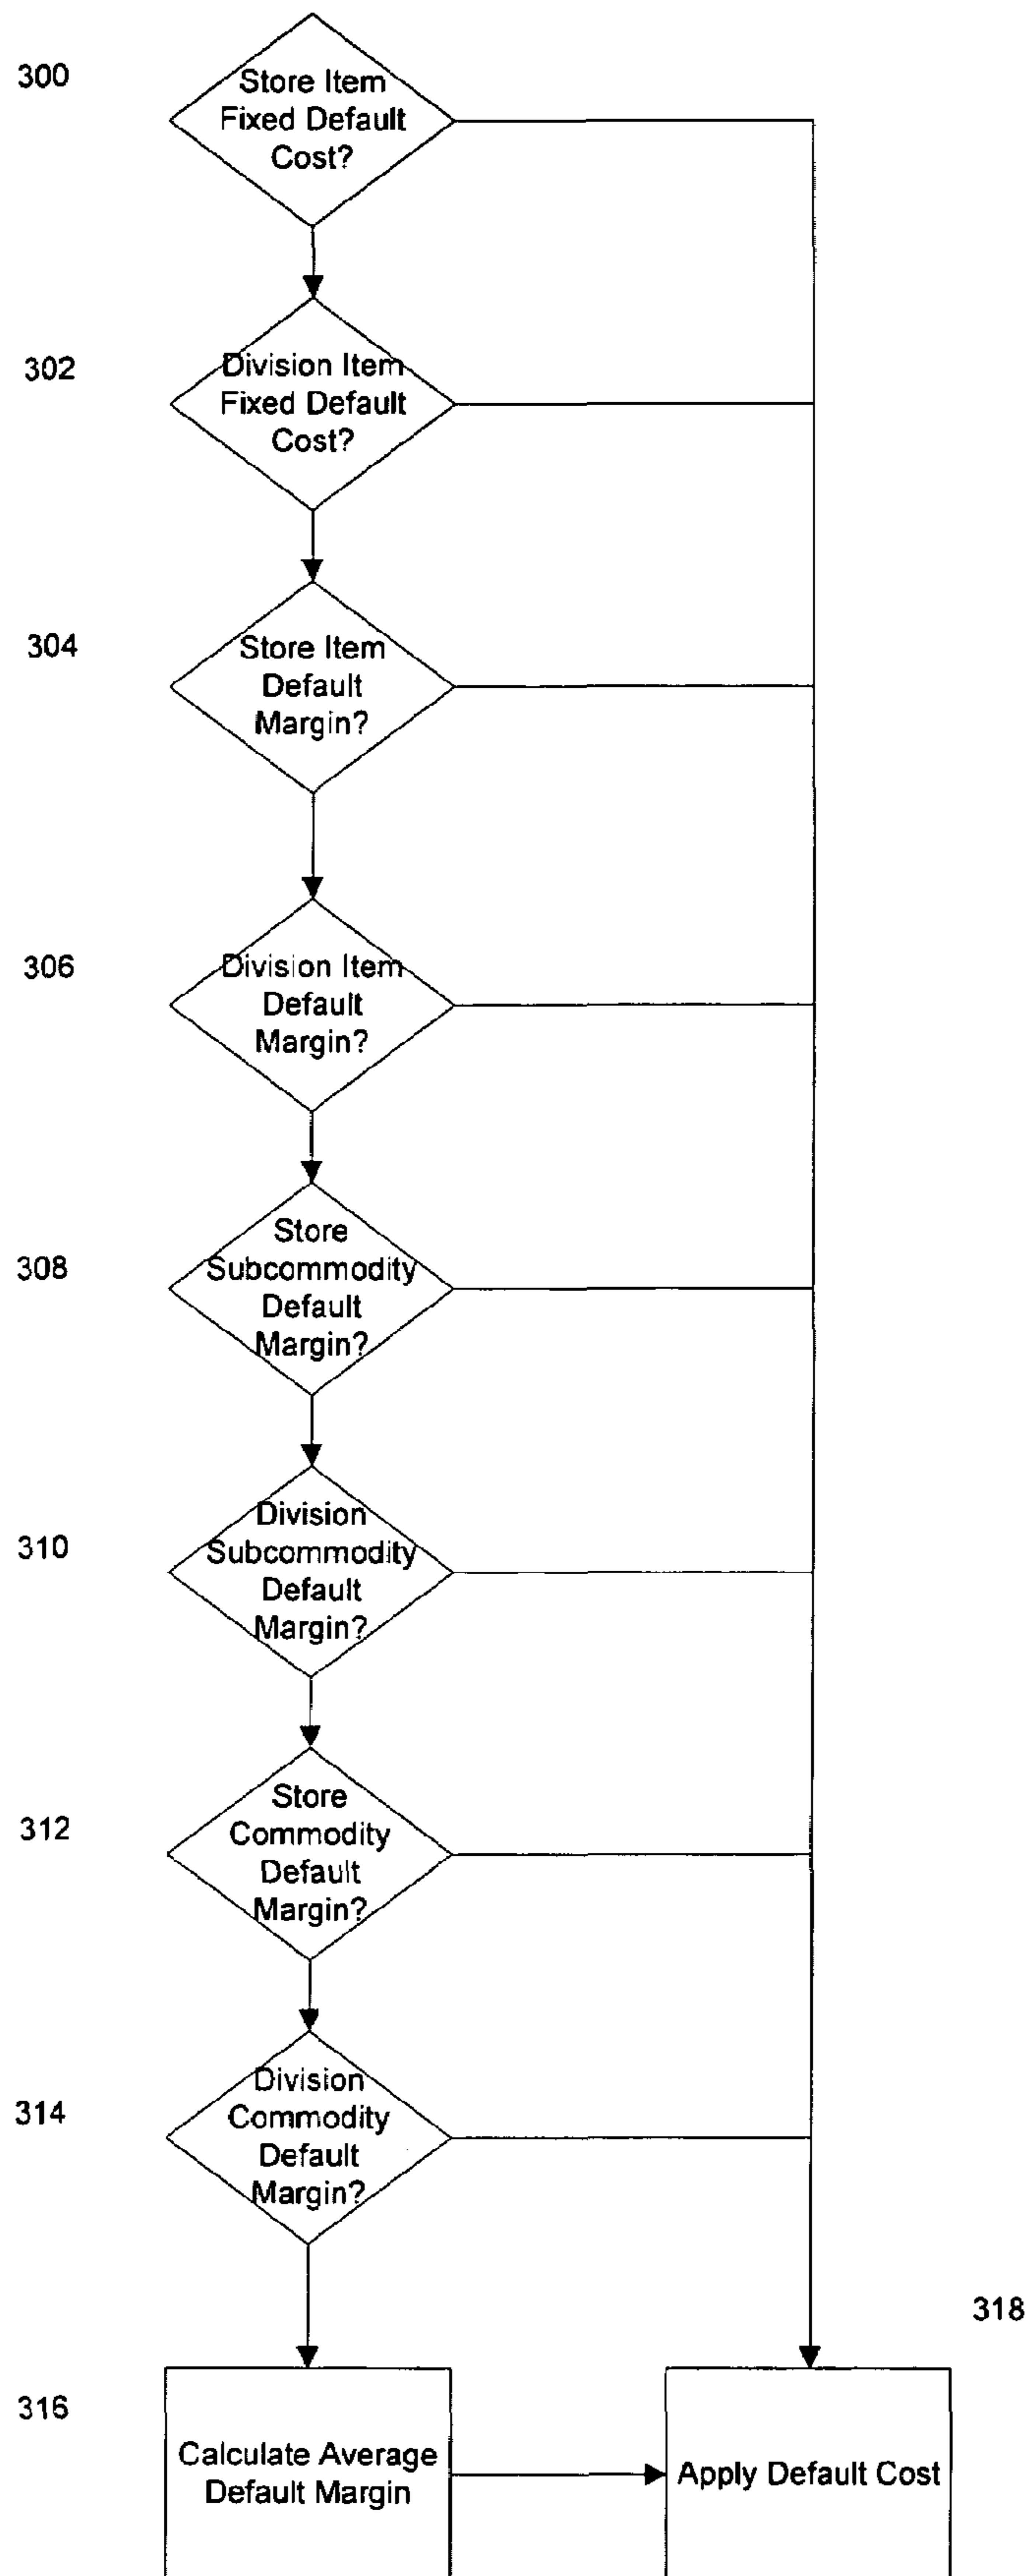 300
Store Item
Fixed Default
Cost?
302
Division Item
Fixed Default
Cost?
304
Store Item
Default
Margin?
306
Division Item
Default
Margin?
308
Store
Subcommodity
Default
Margin?
310
Division
Subcommodity
Default
Margin?
312
Store
Commodity
Default
Margin?
314
Division
Commodity
Default
Margin?
318
316
Calculate Average
Default Margin
Apply Default Cost